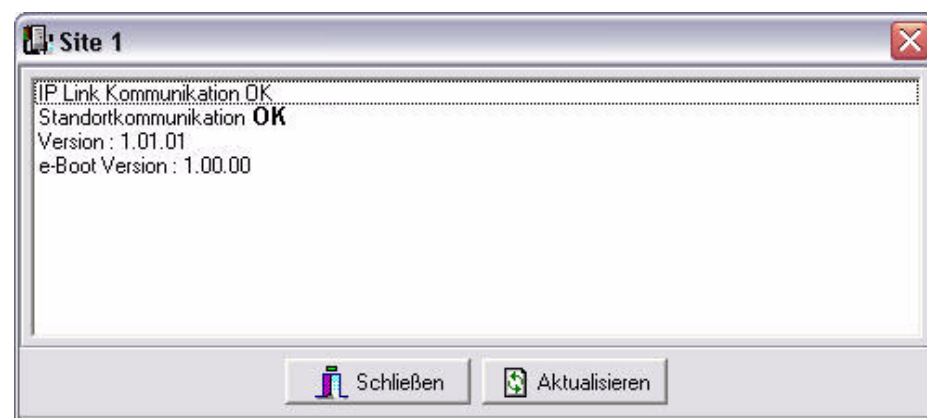 Site 1
IP Link Kommunikation OK
Standortkommunikation OK
Version : 1.01.01
e-Boot Version : 1.00.00
Schließen
Aktualisieren